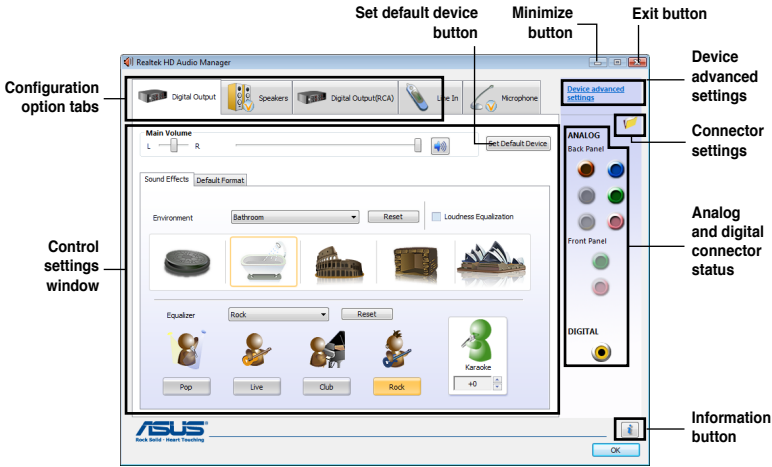 Set default device
button
Minimize
button
Exit button
Realtek HD Audio Manager
Configuration
option tabs
Digital Output
Speakers
Digital Output(RCA)
Line In
Microphone
Device advanced
settings
Device
advanced
settings
Main Volume
L
R
Set Default Device
ANALOG
Back Panel
Connector
settings
Sound Effects
Default Format
Environment
Bathroom
Reset
Loudness Equalization
Control
settings
window
Front Panel
Analog
and digital
connector
status
Equalizer
Rock
Reset
DIGITAL
Karaoke
Pop
Live
Club
Rock
+0
ASUS
Rock Solid · Heart Touching
Information
button
i
OK